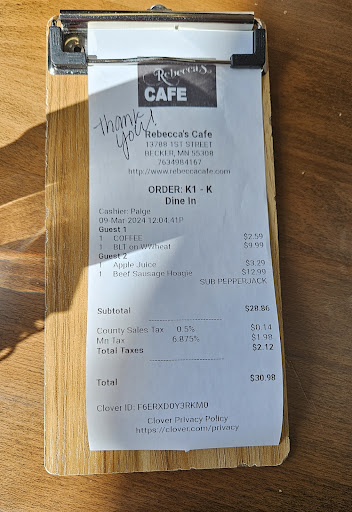 Rebecca's
CAFE
thank
you!
Rebecca's Cafe
13788 1ST STREET
BECKER, MN 55308
7634984167
http://www.rebeccacafe.com
ORDER: K1 - K
Dine In
Cashier: Paige
09-Mar-2024 12:04:41P
Guest 1
1 COFFEE $2.59
1 BLT on WWheat $9.99
Guest 2
1 Apple Juice $3.29
1 Beef Sausage Hoagie $12.99
SUB PEPPERJACK
Subtotal $28.86
County Sales Tax 0.5% $0.14
Mn Tax 6.875% $1.98
Total Taxes $2.12
Total $30.98
Clover ID: F6ERXD0Y3RKM0
Clover Privacy Policy
https://clover.com/privacy